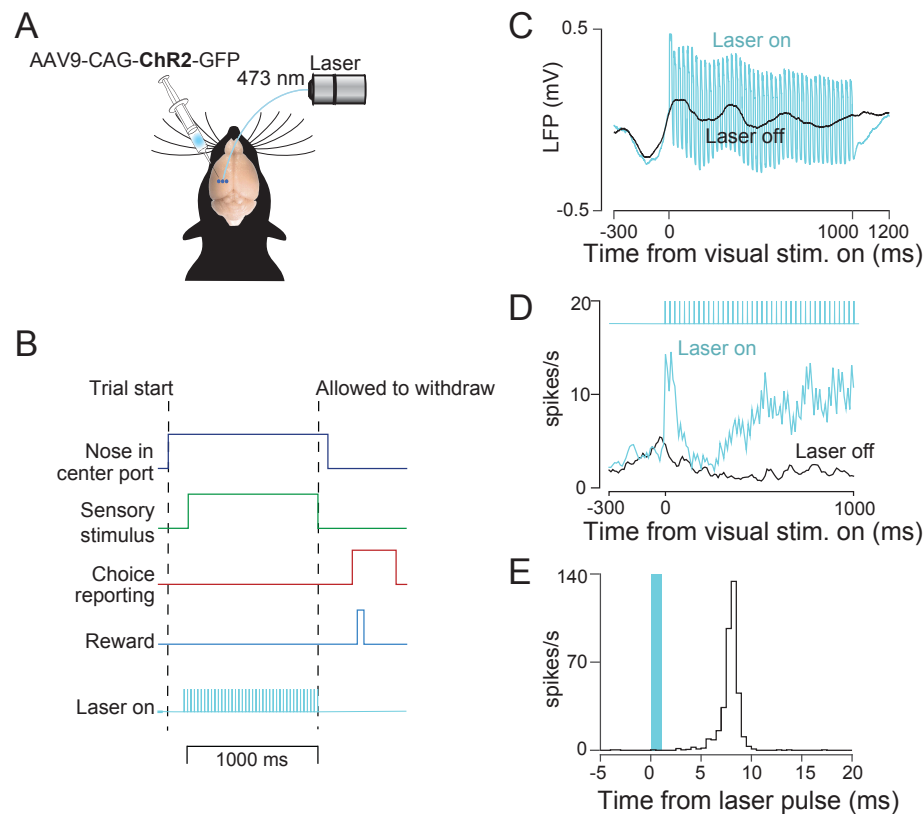 A
AAV9-CAG-ChR2-GFP
473 nm
Laser
B
Trial start
Allowed to withdraw
Nose in
center port
Sensory
stimulus
Choice
reporting
Reward
Laser on
1000 ms
C
0.5
LFP (mV)
-0.5
Laser on
Laser off
-300
0
1000
1200
Time from visual stim. on (ms)
D
20
10
0
spikes/s
Laser on
Laser off
-300
0
1000
Time from visual stim. on (ms)
E
140
70
0
spikes/s
-5
0
5
10
15
20
Time from laser pulse (ms)